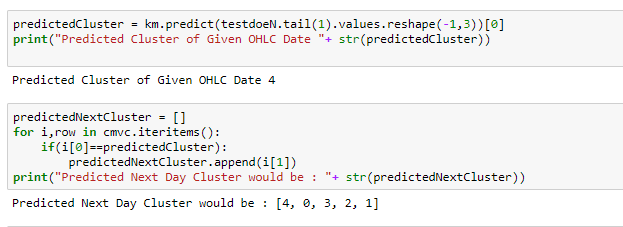 predictedCluster = km.predict(testdoeN.tail(1).values.reshape(-1,3))[0]
print("Predicted Cluster of Given OHLC Date "+ str(predictedCluster))
Predicted Cluster of Given OHLC Date 4
predictedNextCluster = []
for i,row in cmvc.iteritems():
    if(i[0]==predictedCluster):
        predictedNextCluster.append(i[1])
print("Predicted Next Day Cluster would be : "+ str(predictedNextCluster))
Predicted Next Day Cluster would be : [4, 0, 3, 2, 1]